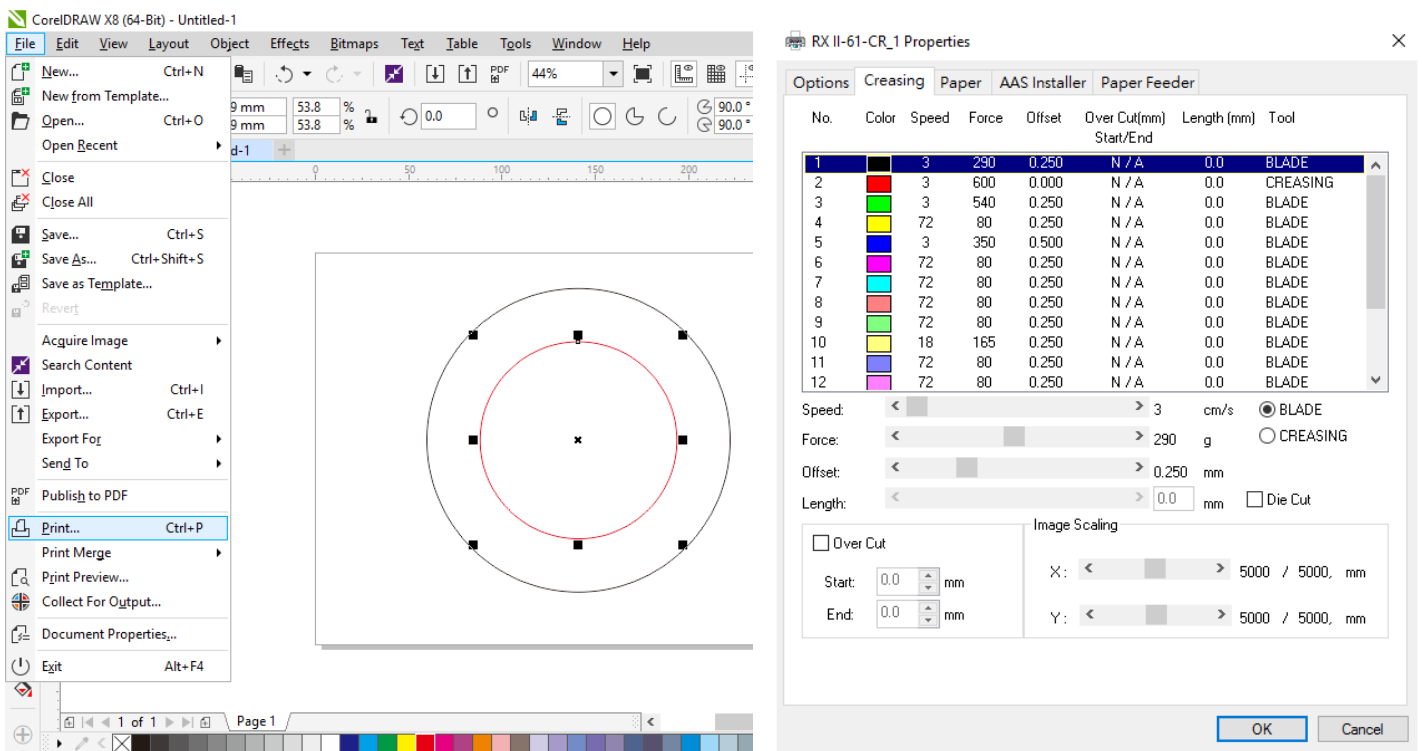 CorelDRAW X8 (64-Bit) - Untitled-1
File Edit View Layout Object Effects Bitmaps Text Table Tools Window Help
New... Ctrl+N
New from Template...
Open... Ctrl+O
Open Recent
Close
Close All
Save... Ctrl+S
Save As... Ctrl+Shift+S
Save as Template...
Revert
Acquire Image
Search Content
Import... Ctrl+I
Export... Ctrl+E
Export For
Send To
PDF Publish to PDF
Print... Ctrl+P
Print Merge
Print Preview...
Collect For Output...
Document Properties...
Exit Alt+F4
PDF 44%
9 mm 53.8 % 0.0 ° 90.0 °
9 mm 53.8 % 90.0 °
d-1
0 50 100 150 200
1 of 1 Page 1
RX II-61-CR_1 Properties
Options Creasing Paper AAS Installer Paper Feeder
No. Color Speed Force Offset Over Cut(mm) Length (mm) Tool
Start/End
1 3 290 0.250 N / A 0.0 BLADE
2 3 600 0.000 N / A 0.0 CREASING
3 3 540 0.250 N / A 0.0 BLADE
4 72 80 0.250 N / A 0.0 BLADE
5 3 350 0.500 N / A 0.0 BLADE
6 72 80 0.250 N / A 0.0 BLADE
7 72 80 0.250 N / A 0.0 BLADE
8 72 80 0.250 N / A 0.0 BLADE
9 72 80 0.250 N / A 0.0 BLADE
10 18 165 0.250 N / A 0.0 BLADE
11 72 80 0.250 N / A 0.0 BLADE
12 72 80 0.250 N / A 0.0 BLADE
Speed: 3 cm/s BLADE
Force: 290 g CREASING
Offset: 0.250 mm
Length: 0.0 mm Die Cut
Over Cut
Start: 0.0 mm
End: 0.0 mm
Image Scaling
X: 5000 / 5000, mm
Y: 5000 / 5000, mm
OK Cancel